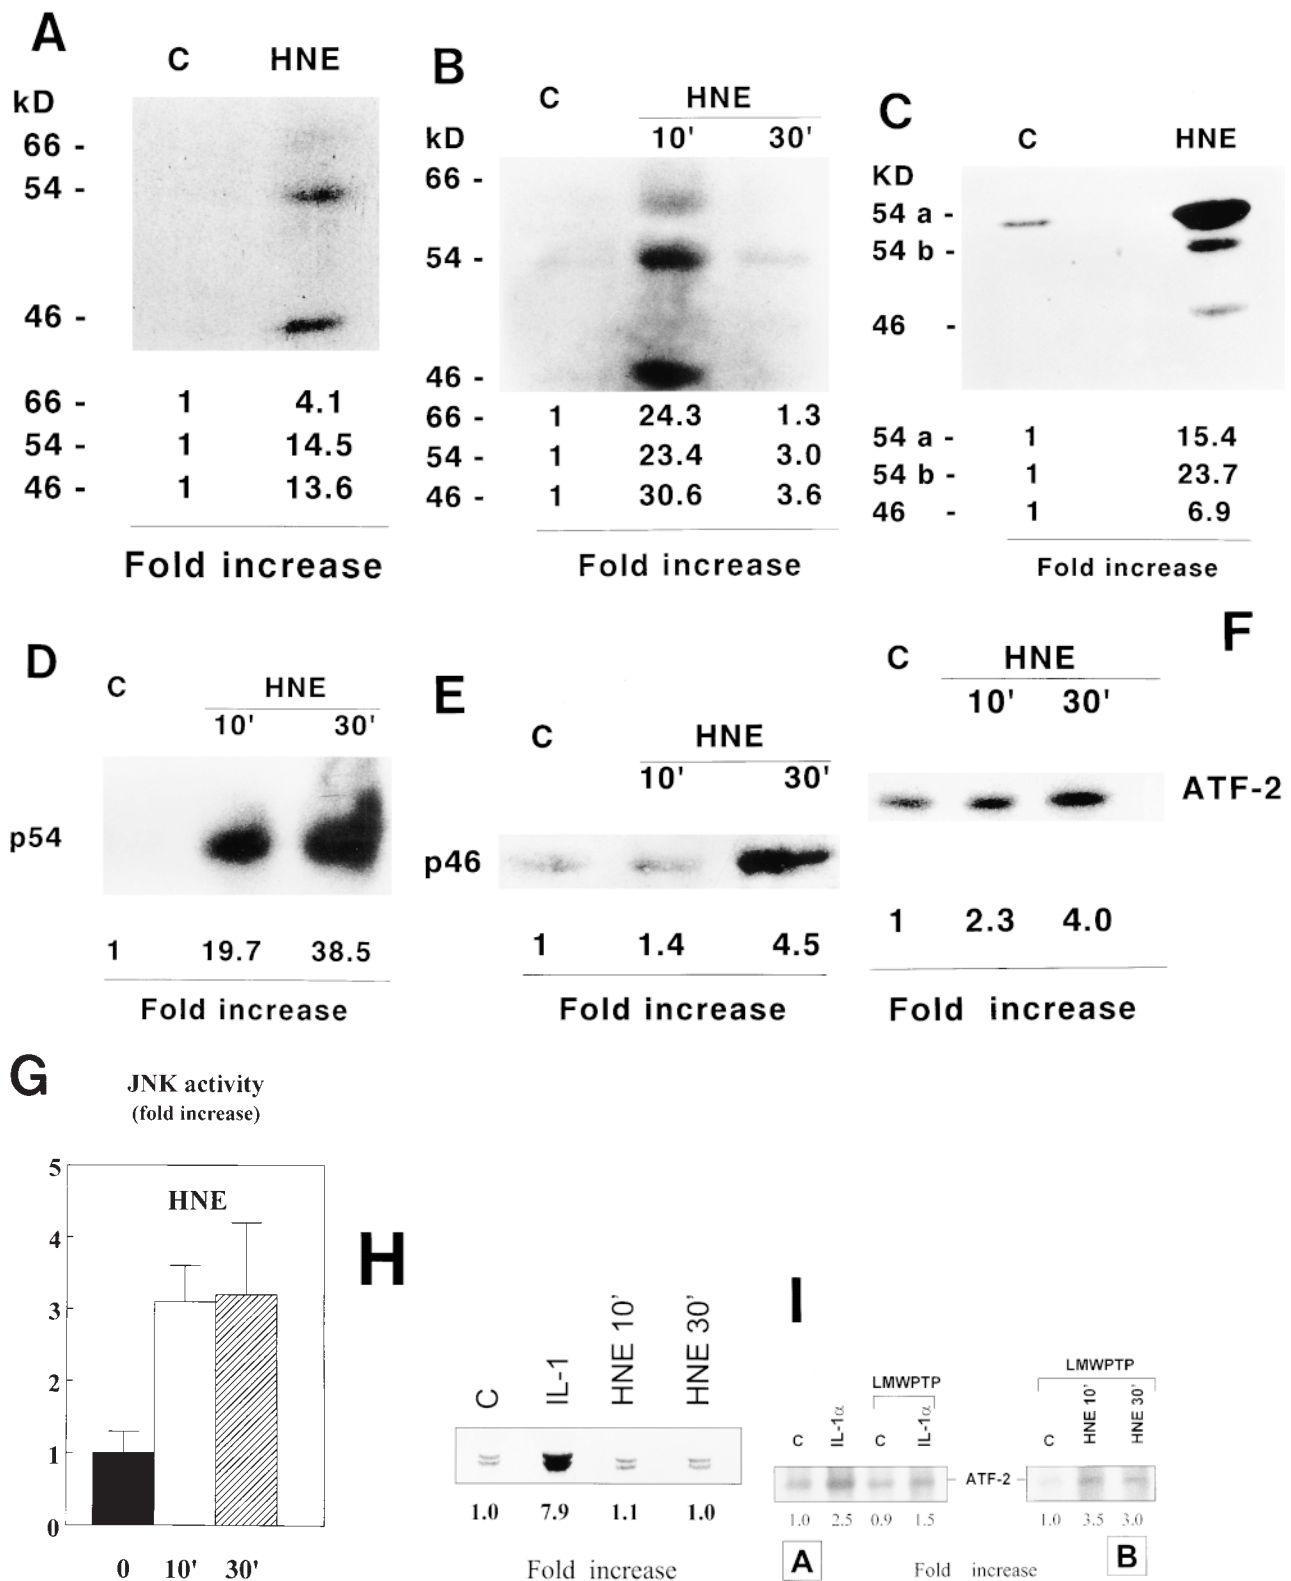 A
C HNE
kD
66 -
54 -
46 -
66 - 1 4.1
54 - 1 14.5
46 - 1 13.6
Fold increase
B
C HNE
kD 10' 30'
66 -
54 -
46 -
66 - 1 24.3 1.3
54 - 1 23.4 3.0
46 - 1 30.6 3.6
Fold increase
C
C HNE
KD
54 a -
54 b -
46 -
54 a - 1 15.4
54 b - 1 23.7
46 - 1 6.9
Fold increase
D
C HNE
10' 30'
p54
1 19.7 38.5
Fold increase
E
C HNE
10' 30'
p46
1 1.4 4.5
Fold increase
F
C HNE
10' 30'
ATF-2
1 2.3 4.0
Fold increase
G
JNK activity
(fold increase)
HNE
5
4
3
2
1
0
0 10' 30'
H
C IL-1 HNE 10' HNE 30'
1.0 7.9 1.1 1.0
Fold increase
I
LMWPTP
C IL-1α C IL-1α
ATF-2
1.0 2.5 0.9 1.5
A
LMWPTP
C HNE 10' HNE 30'
1.0 3.5 3.0
B
Fold increase